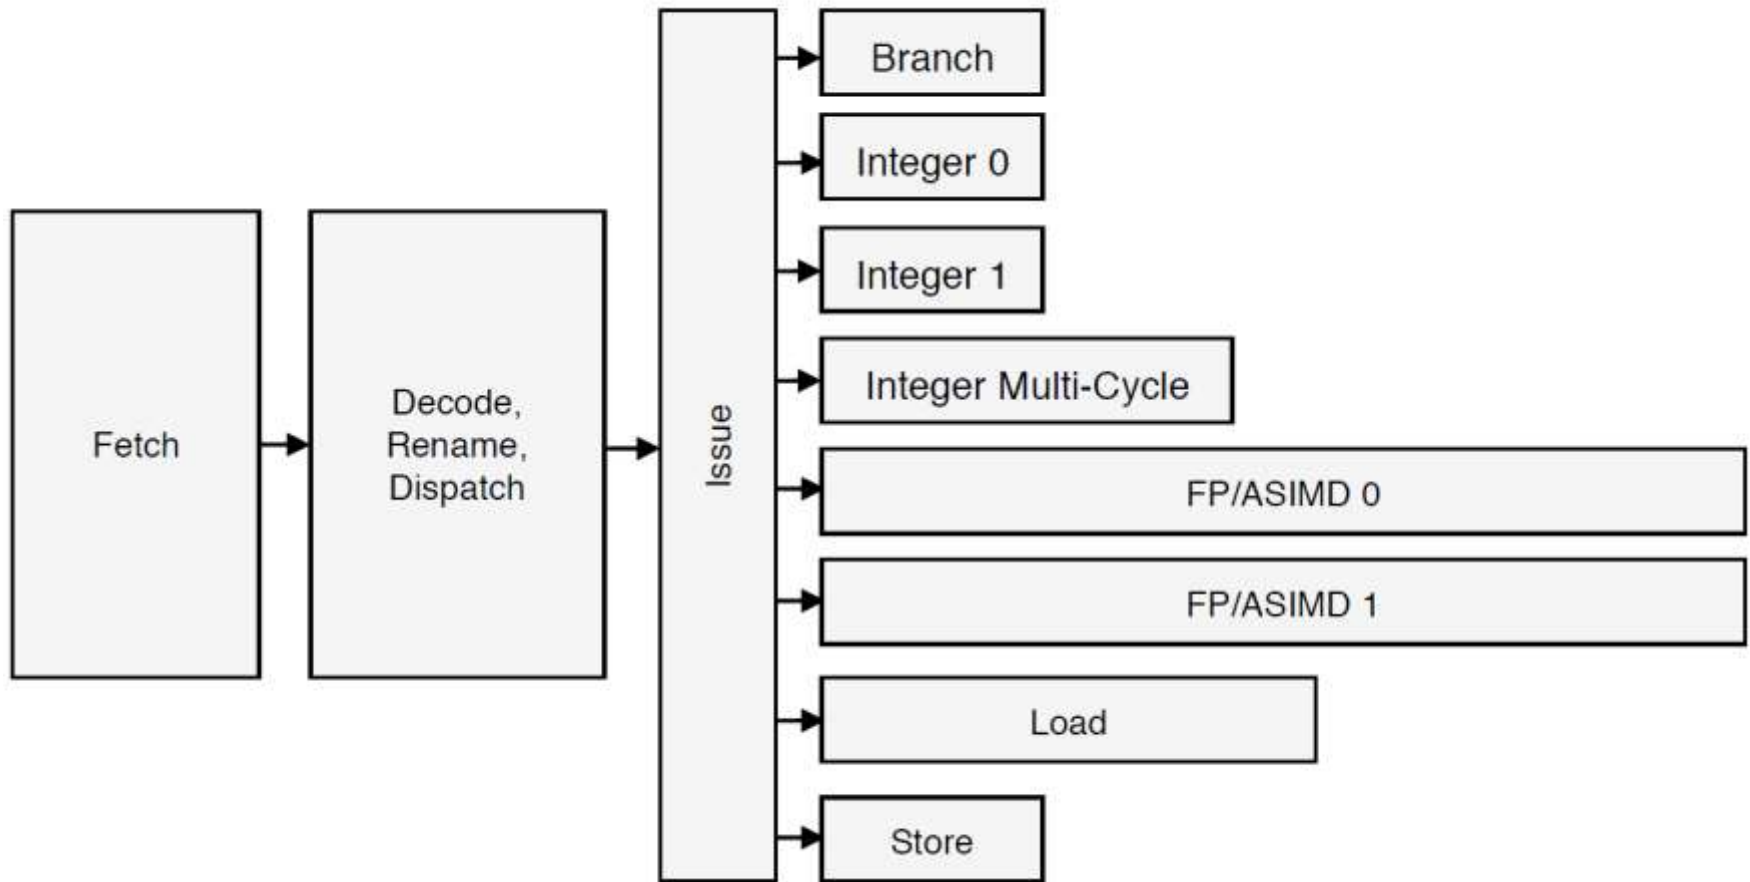 Fetch
Decode,
Rename,
Dispatch
Issue
Branch
Integer 0
Integer 1
Integer Multi-Cycle
FP/ASIMD 0
FP/ASIMD 1
Load
Store